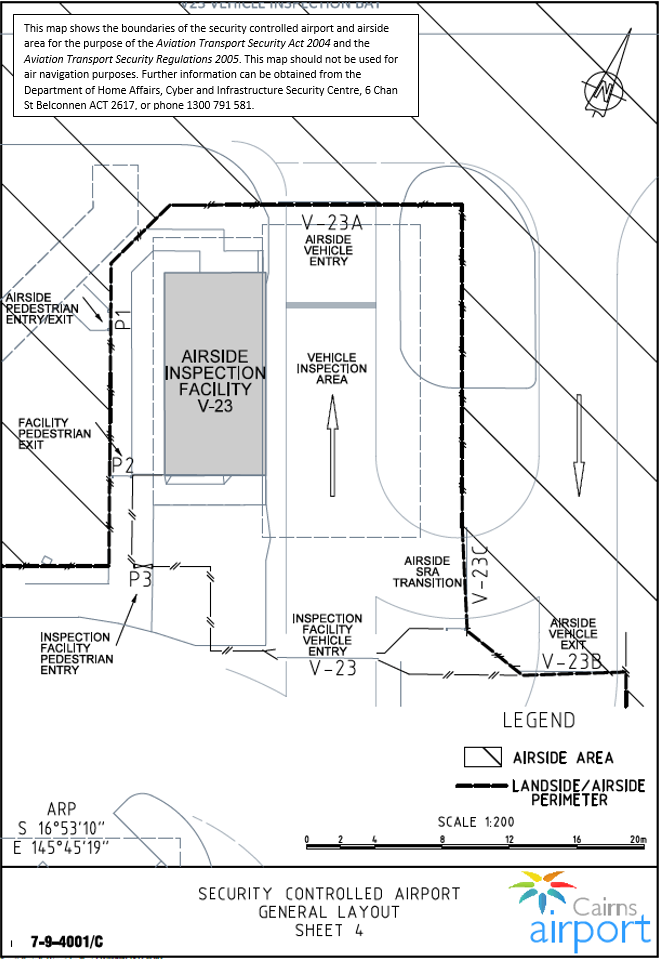 V23 VEHICLE INSPECTION BAY
This map shows the boundaries of the security controlled airport and airside
area for the purpose of the Aviation Transport Security Act 2004 and the
Aviation Transport Security Regulations 2005. This map should not be used for
air navigation purposes. Further information can be obtained from the
Department of Home Affairs, Cyber and Infrastructure Security Centre, 6 Chan
St Belconnen ACT 2617, or phone 1300 791 581.
N
V-23A
AIRSIDE
VEHICLE
ENTRY
AIRSIDE
PEDESTRIAN
ENTRY/EXIT
P1
AIRSIDE
INSPECTION
FACILITY
V-23
VEHICLE
INSPECTION
AREA
FACILITY
PEDESTRIAN
EXIT
P2
P3
AIRSIDE
SRA
TRANSITION
V-23C
INSPECTION
FACILITY
PEDESTRIAN
ENTRY
INSPECTION
FACILITY
VEHICLE
ENTRY
V-23
AIRSIDE
VEHICLE
EXIT
V-23B
LEGEND
AIRSIDE AREA
LANDSIDE/AIRSIDE
PERIMETER
ARP
S 16°53'10"
E 145°45'19"
SCALE 1:200
0 2 4 8 12 16 20m
SECURITY CONTROLLED AIRPORT
GENERAL LAYOUT
SHEET 4
7-9-4001/C
Cairns
airport